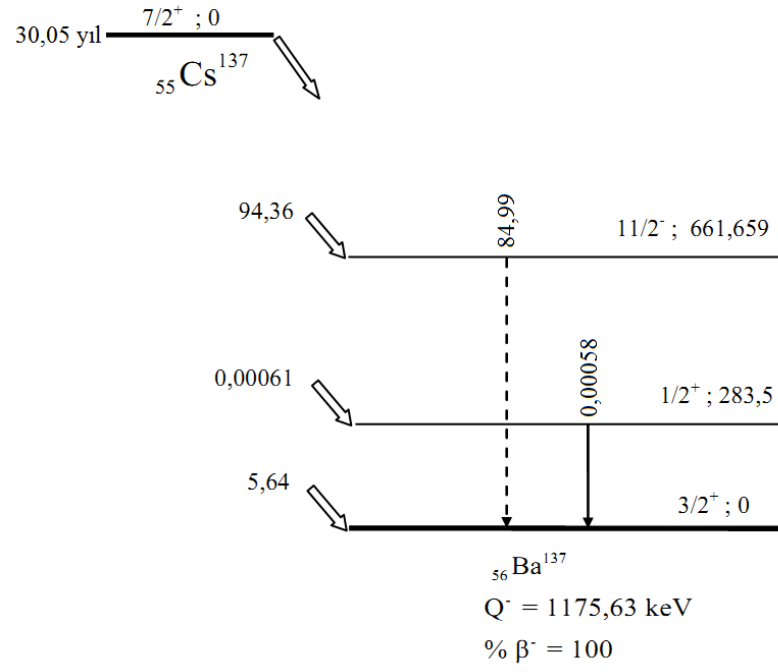 7/2⁺ ; 0
30,05 yıl
₅₅Cs¹³⁷
94,36
84,99
11/2⁻ ; 661,659
0,00061
0,00058
1/2⁺ ; 283,5
5,64
3/2⁺ ; 0
₅₆Ba¹³⁷
Q⁻ = 1175,63 keV
% β⁻ = 100